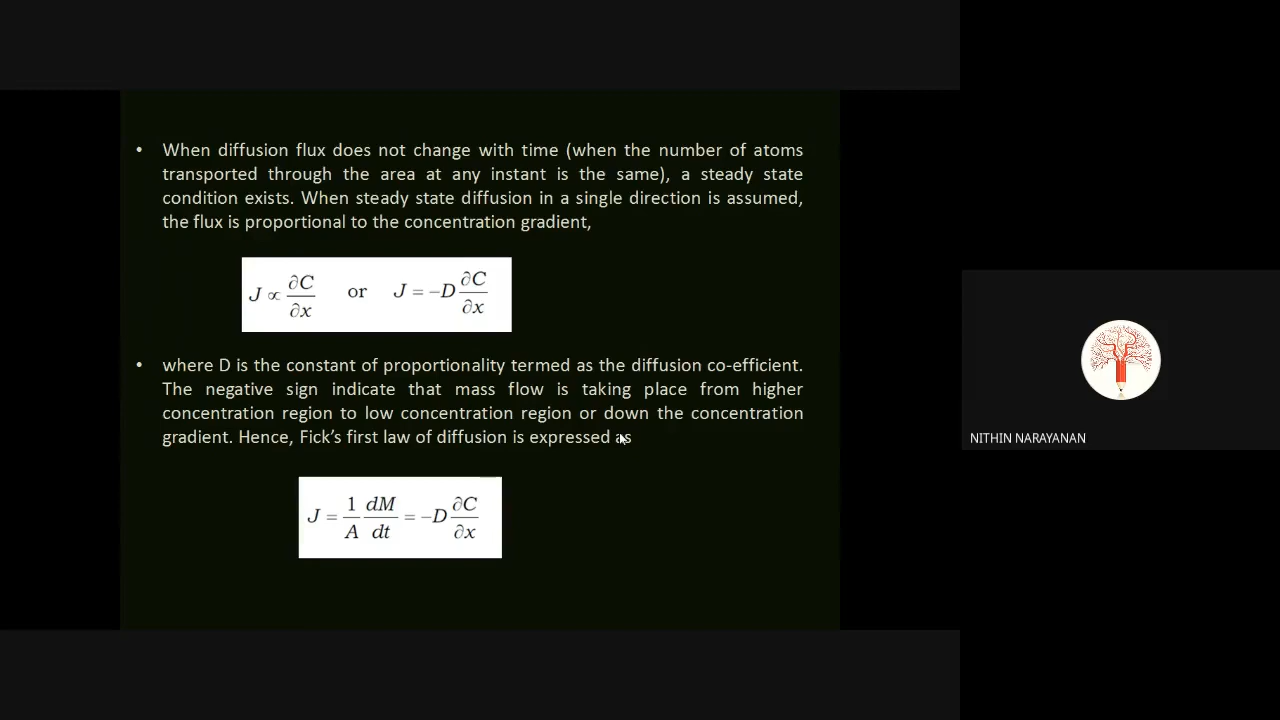 • When diffusion flux does not change with time (when the number of atoms
transported through the area at any instant is the same), a steady state
condition exists. When steady state diffusion in a single direction is assumed,
the flux is proportional to the concentration gradient,
J ∝ ∂C/∂x or J = −D ∂C/∂x
• where D is the constant of proportionality termed as the diffusion co-efficient.
The negative sign indicate that mass flow is taking place from higher
concentration region to low concentration region or down the concentration
gradient. Hence, Fick’s first law of diffusion is expressed as
J = 1/A dM/dt = −D ∂C/∂x
NITHIN NARAYANAN